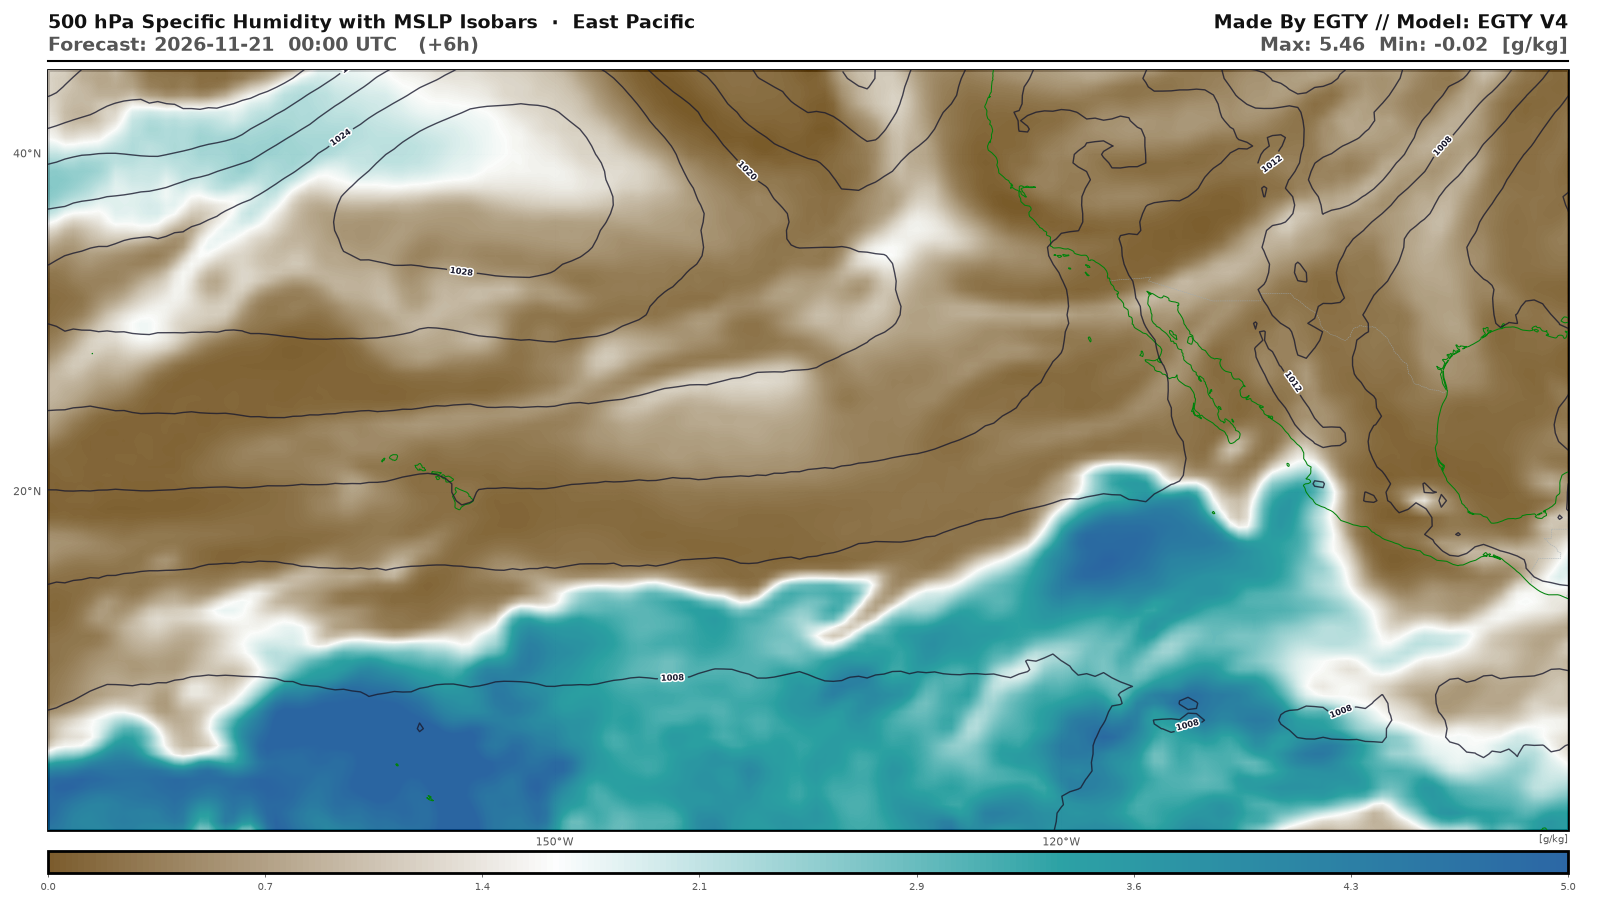 500 hPa Specific Humidity with MSLP Isobars · East Pacific
Made By EGTY // Model: EGTY V4
Forecast: 2026-11-21 00:00 UTC (+6h)
Max: 5.46 Min: -0.02 [g/kg]
1024
1008
40°N
1020
1012
1028
1012
20°N
1008
1008
1008
150°W
120°W
[g/kg]
0.0 0.7 1.4 2.1 2.9 3.6 4.3 5.0